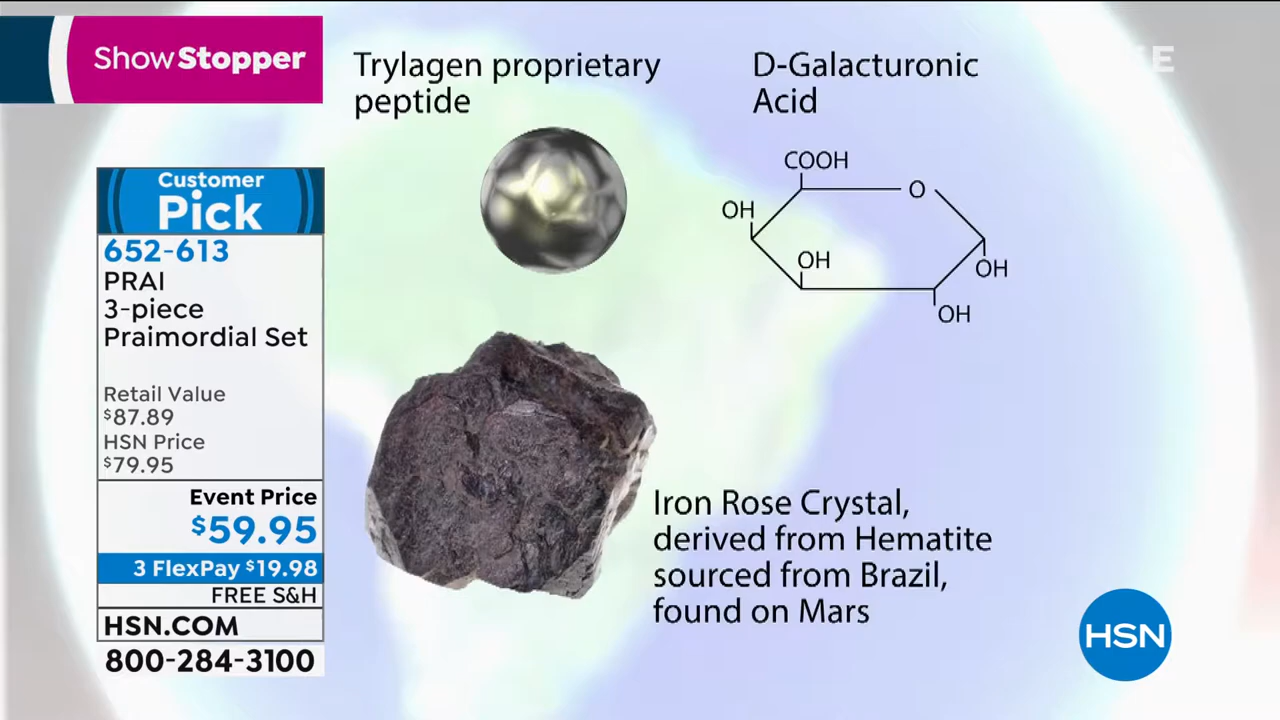 ShowStopper
Customer
Pick
652-613
PRAI
3-piece
Praimordial Set
Retail Value
$87.89
HSN Price
$79.95
Event Price
$59.95
3 FlexPay $19.98
FREE S&H
HSN.COM
800-284-3100
Trylagen proprietary
peptide
D-Galacturonic
Acid
COOH
O
OH
OH
OH
OH
Iron Rose Crystal,
derived from Hematite
sourced from Brazil,
found on Mars
HSN